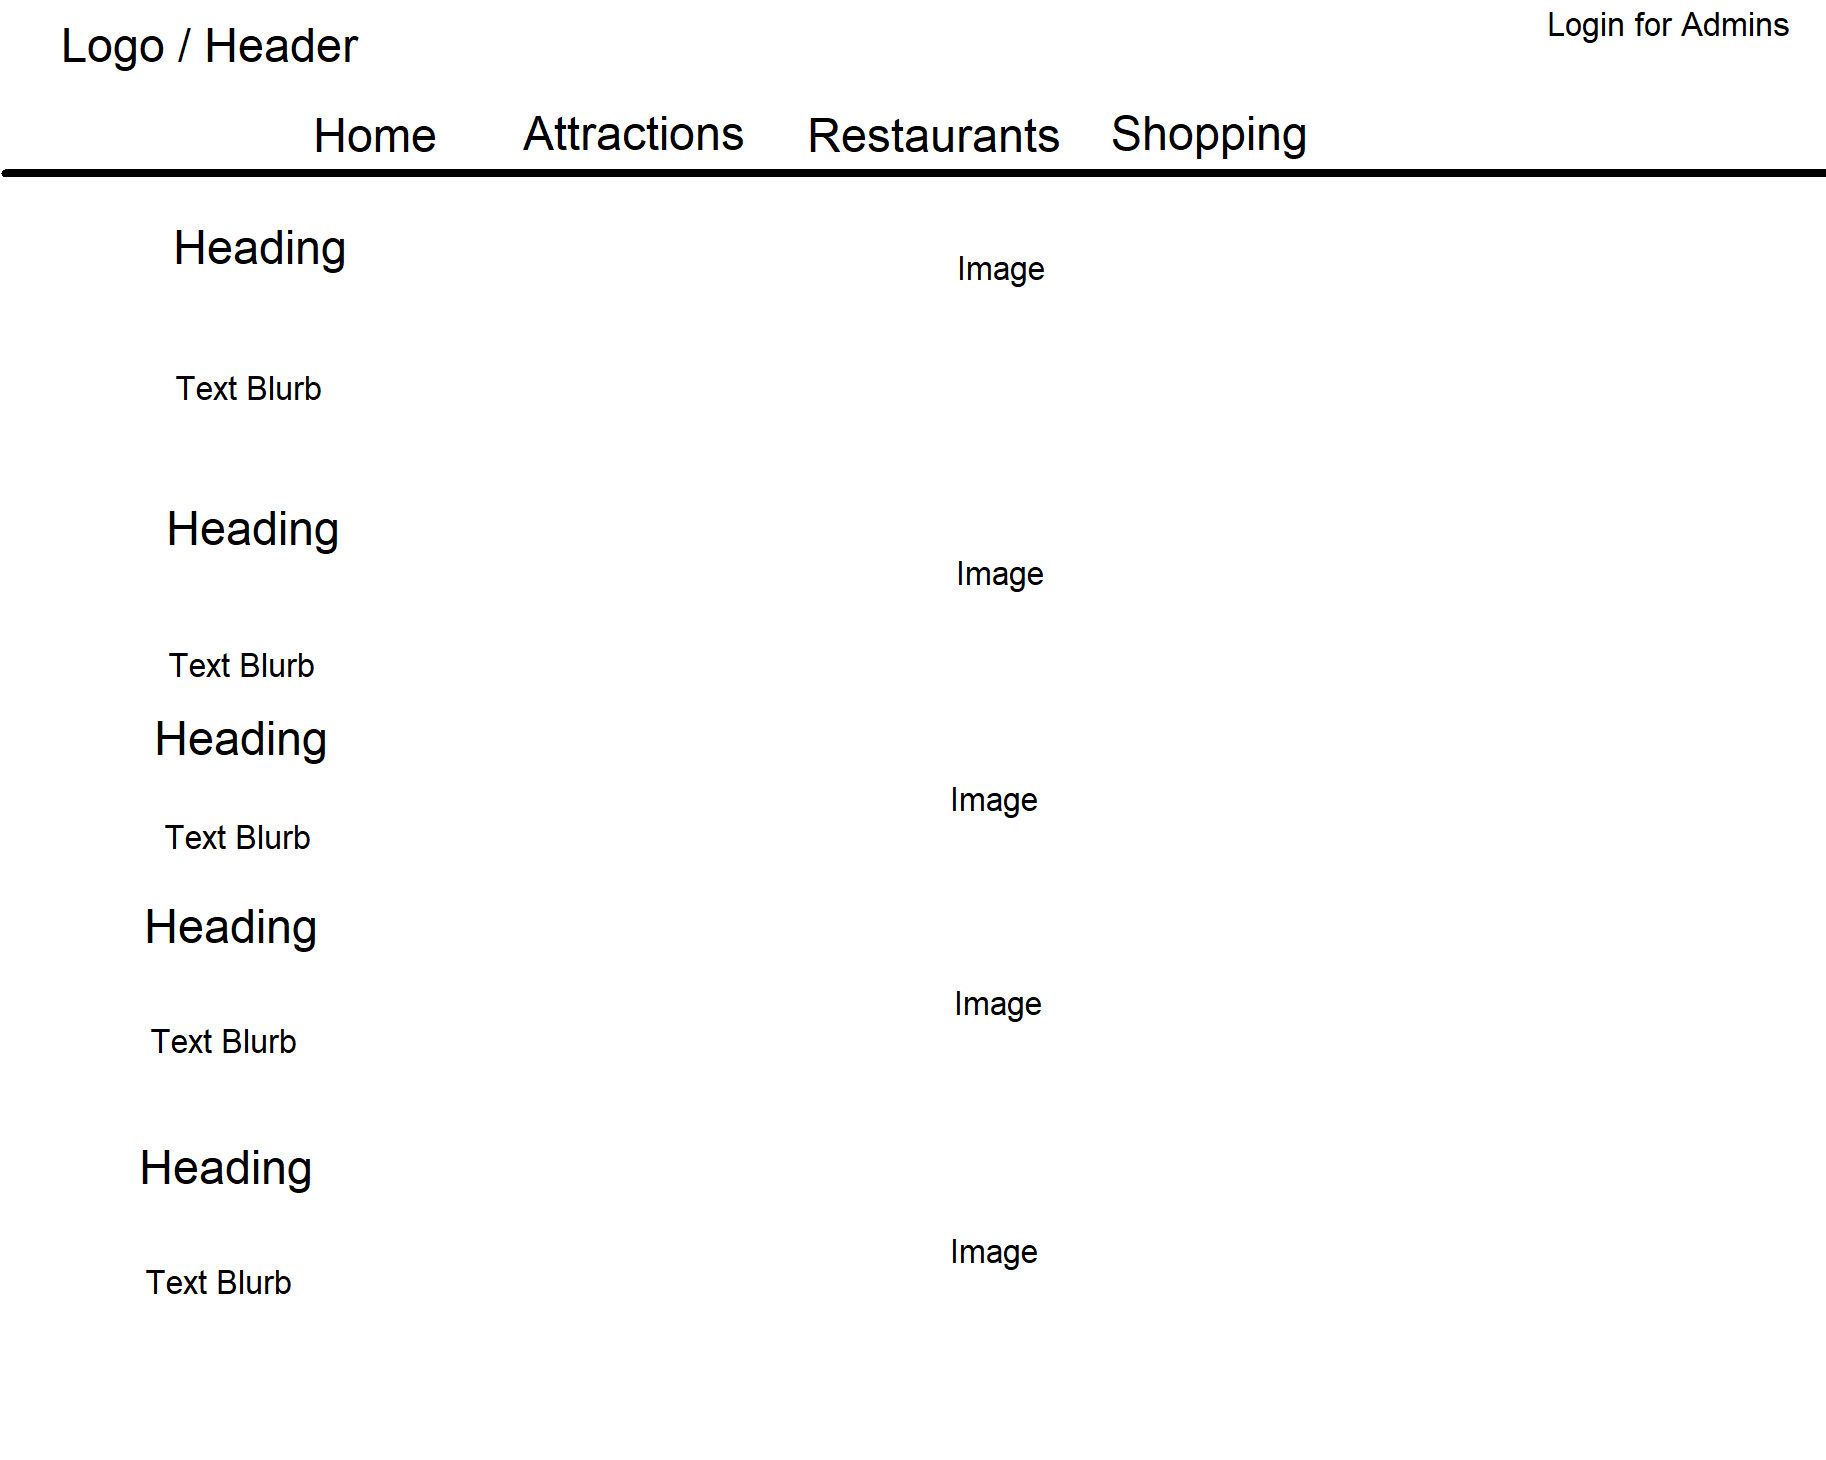 Logo / Header
Login for Admins
Home Attractions Restaurants Shopping
Heading
Image
Text Blurb
Heading
Image
Text Blurb
Heading
Image
Text Blurb
Heading
Image
Text Blurb
Heading
Image
Text Blurb